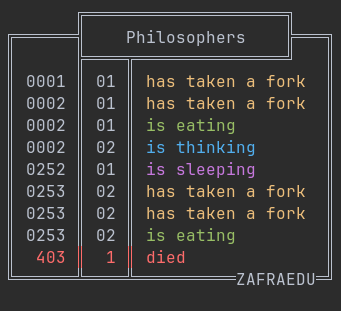 Philosophers
0001 01 has taken a fork
0002 01 has taken a fork
0002 01 is eating
0002 02 is thinking
0252 01 is sleeping
0253 02 has taken a fork
0253 02 has taken a fork
0253 02 is eating
403 1 died
ZAFRAEDU